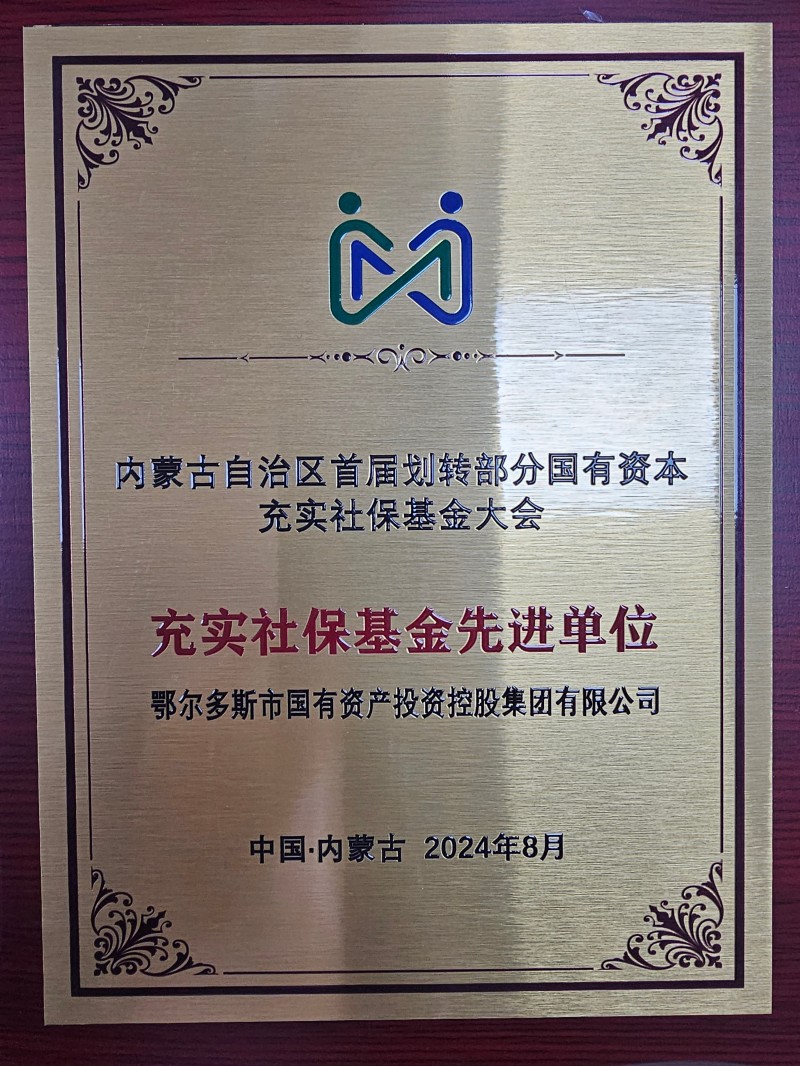 内蒙古自治区首届划转部分国有资本
充实社保基金大会
充实社保基金先进单位
鄂尔多斯市国有资产投资控股集团有限公司
中国·内蒙古 2024年8月